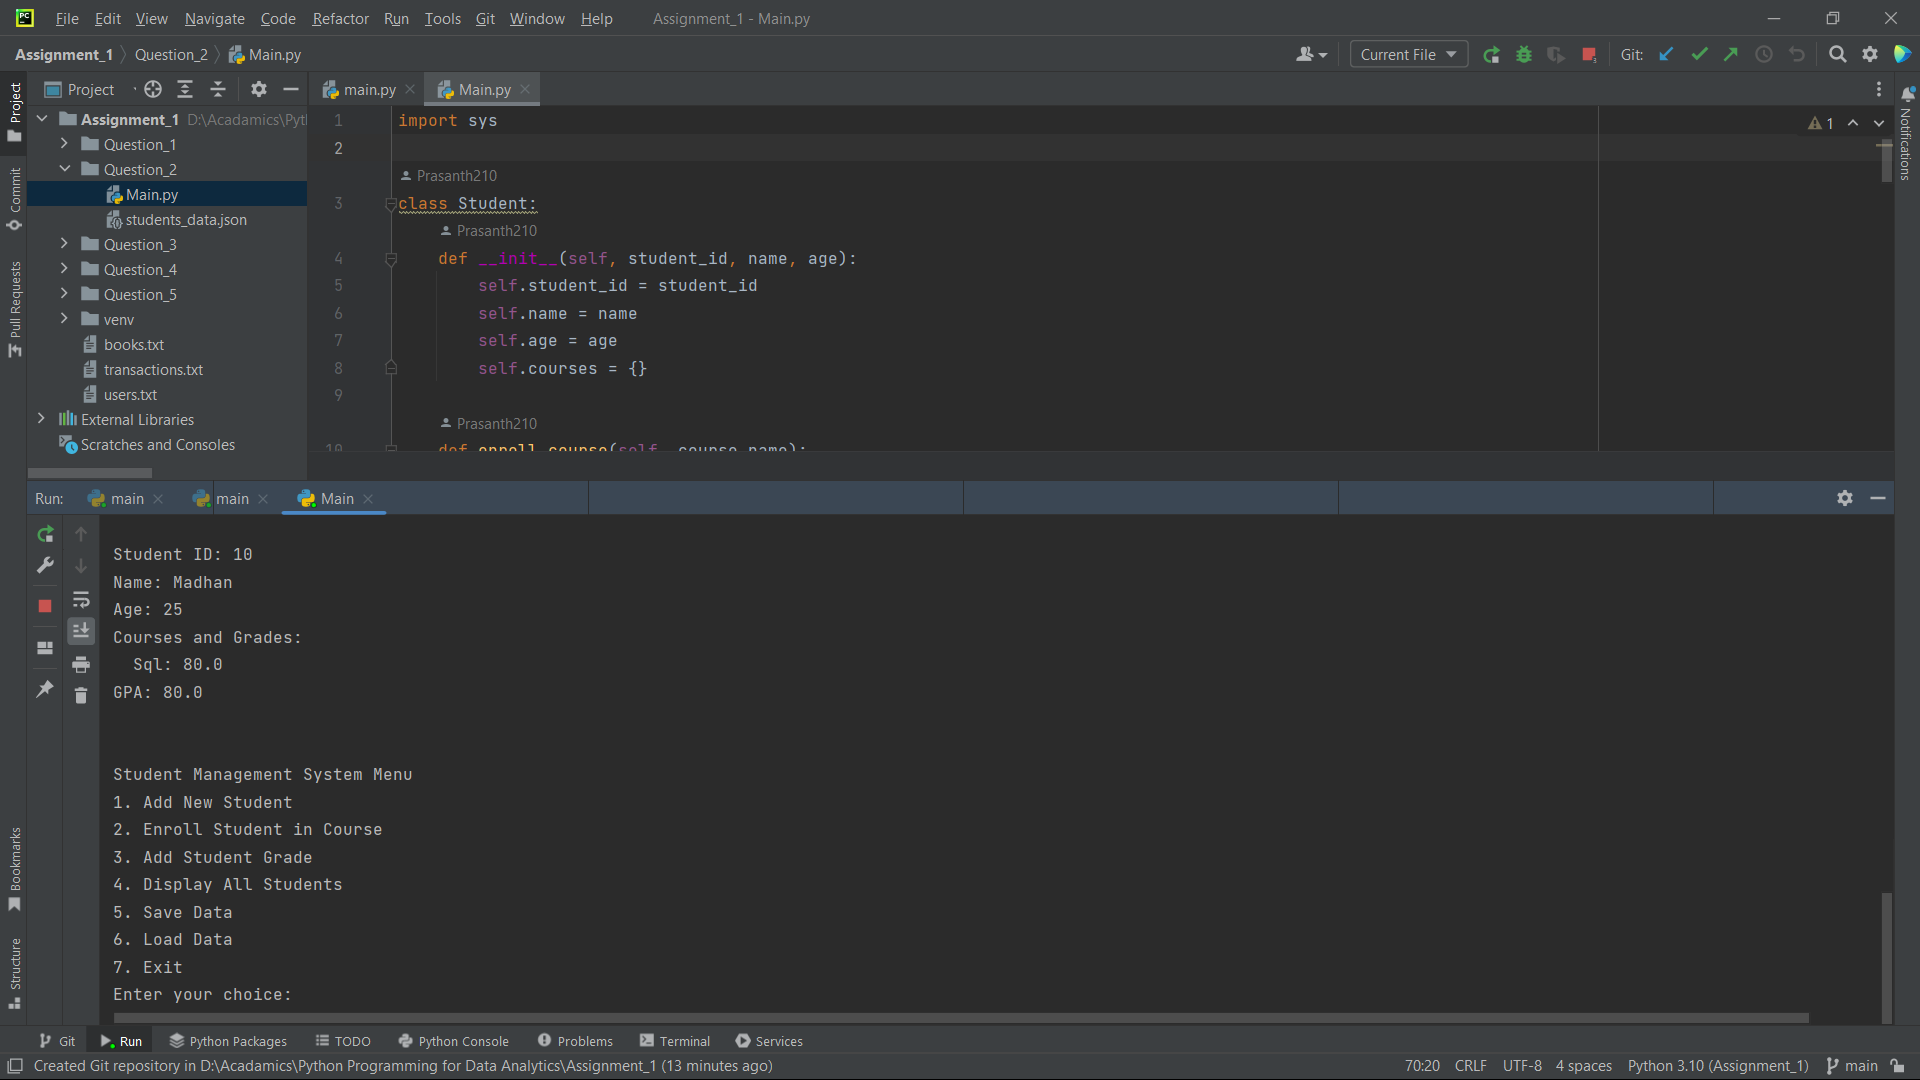 File Edit View Navigate Code Refactor Run Tools Git Window Help Assignment_1 - Main.py
Assignment_1 Question_2 Main.py Current File Git:
Project
Commit
Pull Requests
Bookmarks
Structure
Notifications
Project
Assignment_1 D:\Acadamics\Pyt
Question_1
Question_2
Main.py
students_data.json
Question_3
Question_4
Question_5
venv
books.txt
transactions.txt
users.txt
External Libraries
Scratches and Consoles
main.py Main.py
1 import sys
2
1
Prasanth210
3 class Student:
Prasanth210
4 def __init__(self, student_id, name, age):
5 self.student_id = student_id
6 self.name = name
7 self.age = age
8 self.courses = {}
9
Prasanth210
10 def enroll_course(self, course_name):
Run: main main Main
Student ID: 10
Name: Madhan
Age: 25
Courses and Grades:
Sql: 80.0
GPA: 80.0
Student Management System Menu
1. Add New Student
2. Enroll Student in Course
3. Add Student Grade
4. Display All Students
5. Save Data
6. Load Data
7. Exit
Enter your choice:
Git Run Python Packages TODO Python Console Problems Terminal Services
Created Git repository in D:\Acadamics\Python Programming for Data Analytics\Assignment_1 (13 minutes ago) 70:20 CRLF UTF-8 4 spaces Python 3.10 (Assignment_1) main